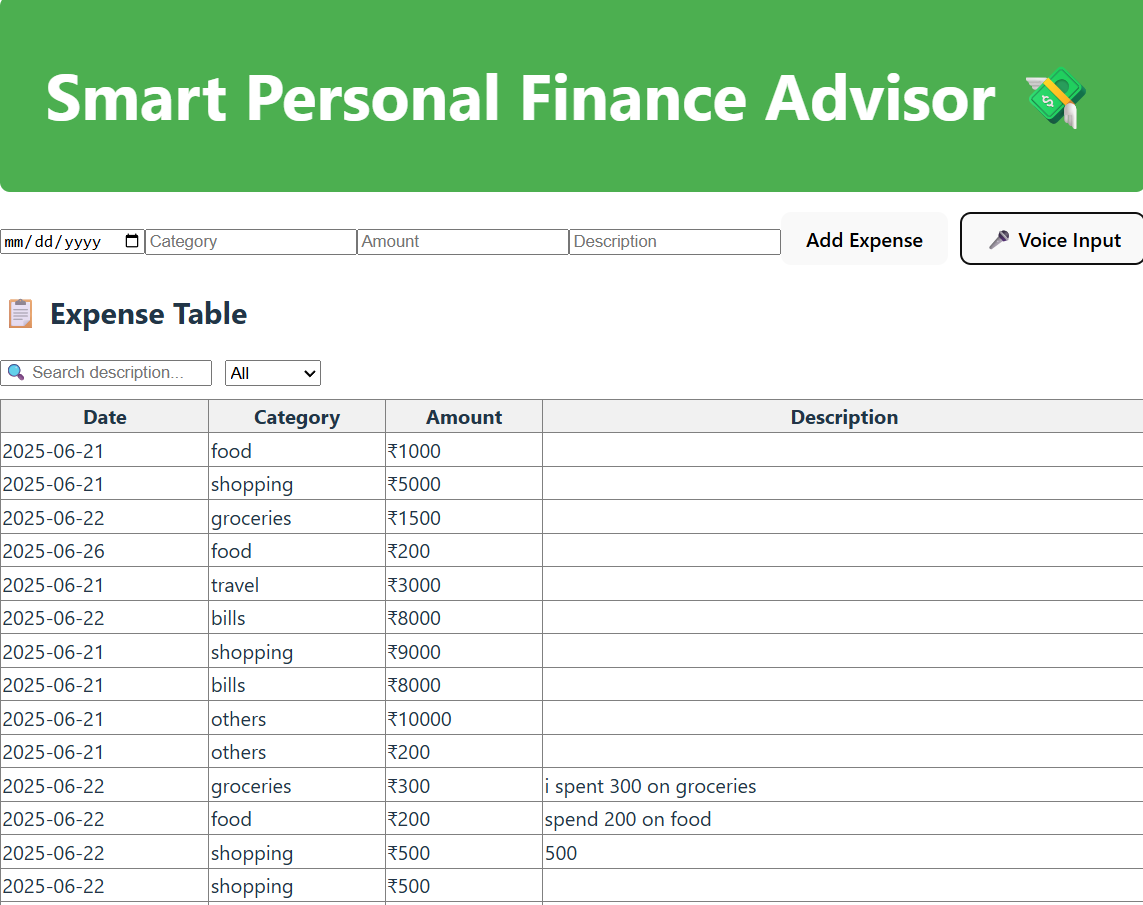 Smart Personal Finance Advisor 💸
mm/dd/yyyy Category Amount Description Add Expense 🎤 Voice Input
📋 Expense Table
🔍 Search description... All
Date Category Amount Description
2025-06-21 food ₹1000
2025-06-21 shopping ₹5000
2025-06-22 groceries ₹1500
2025-06-26 food ₹200
2025-06-21 travel ₹3000
2025-06-22 bills ₹8000
2025-06-21 shopping ₹9000
2025-06-21 bills ₹8000
2025-06-21 others ₹10000
2025-06-21 others ₹200
2025-06-22 groceries ₹300 i spent 300 on groceries
2025-06-22 food ₹200 spend 200 on food
2025-06-22 shopping ₹500 500
2025-06-22 shopping ₹500